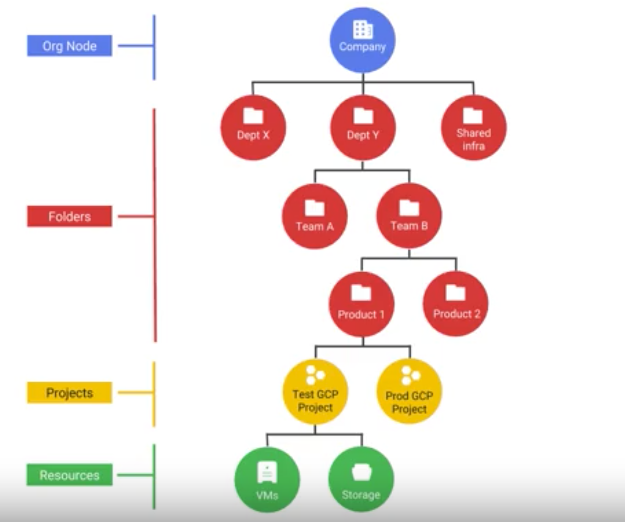 Org Node
Company
Dept X
Dept Y
Shared
infra
Folders
Team A
Team B
Product 1
Product 2
Projects
Test GCP
Project
Prod GCP
Project
Resources
VMs
Storage